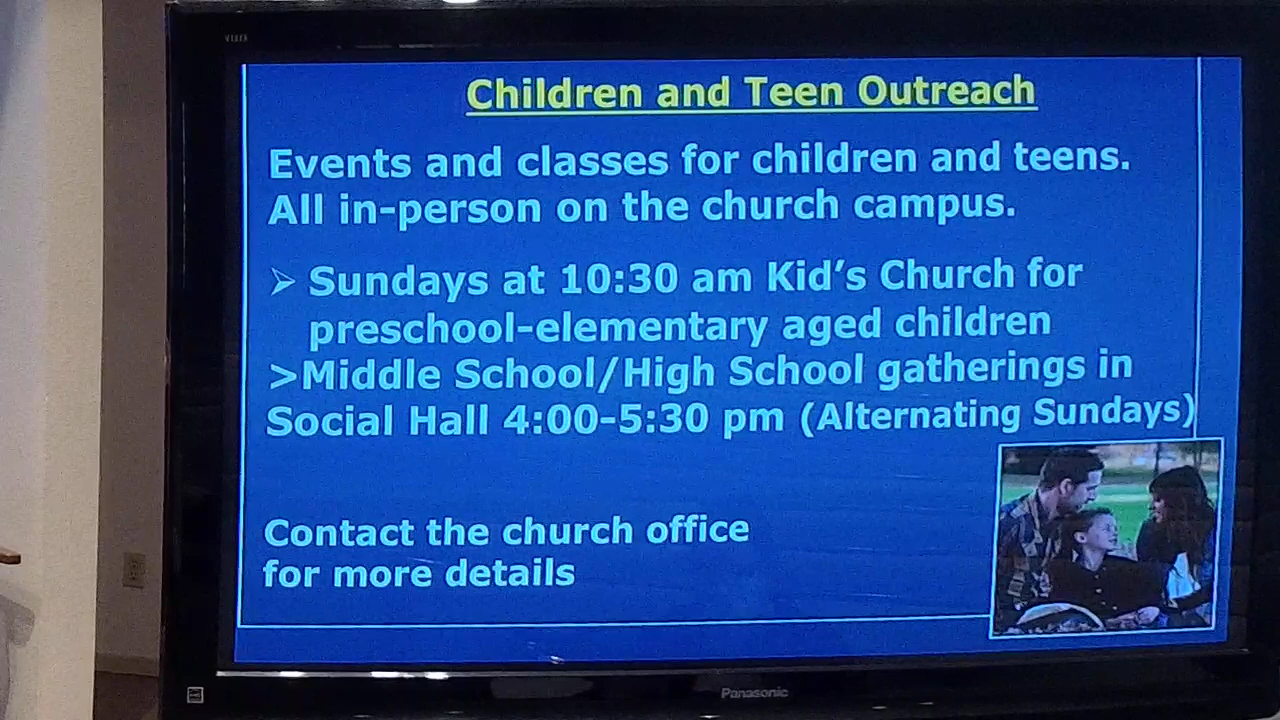 VIERA
Children and Teen Outreach
Events and classes for children and teens.
All in-person on the church campus.
➢ Sundays at 10:30 am Kid’s Church for
preschool-elementary aged children
>Middle School/High School gatherings in
Social Hall 4:00-5:30 pm (Alternating Sundays)
Contact the church office
for more details
Panasonic